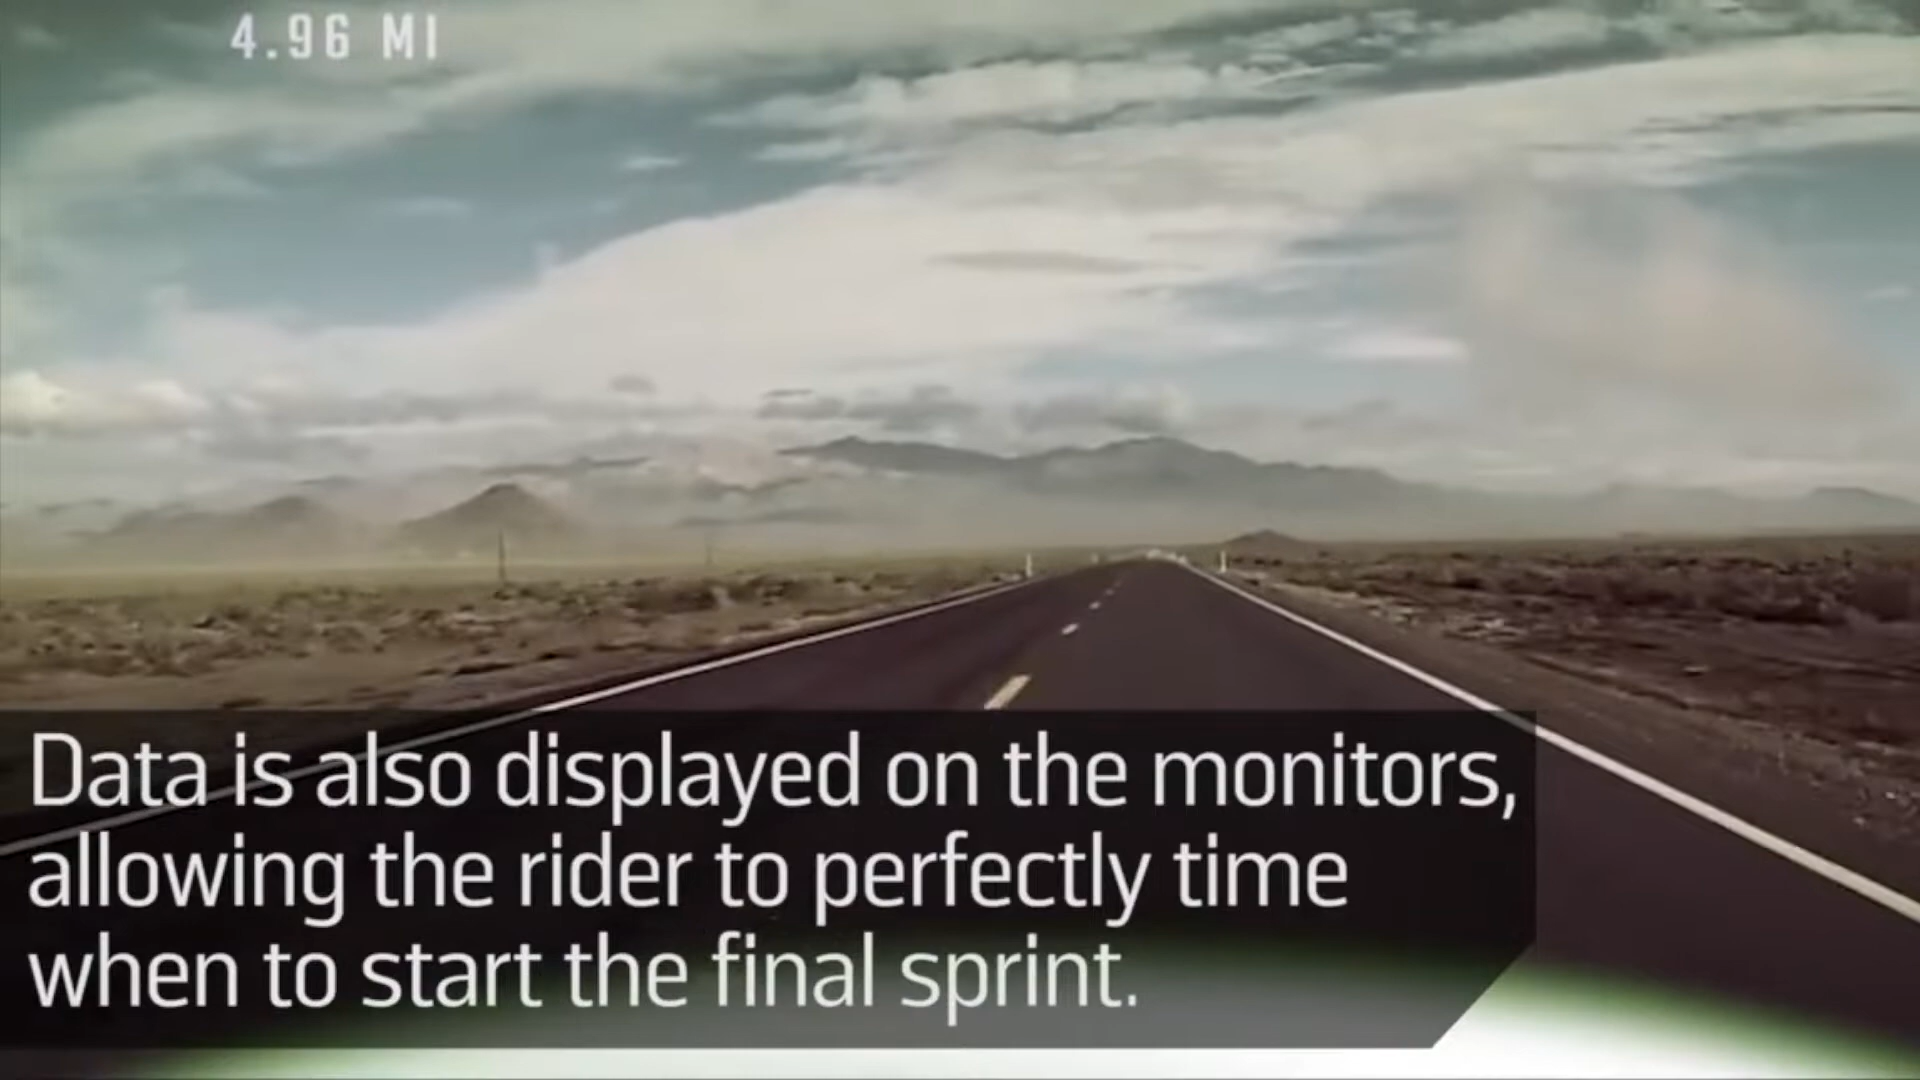 4.96 MI
Data is also displayed on the monitors,
allowing the rider to perfectly time
when to start the final sprint.